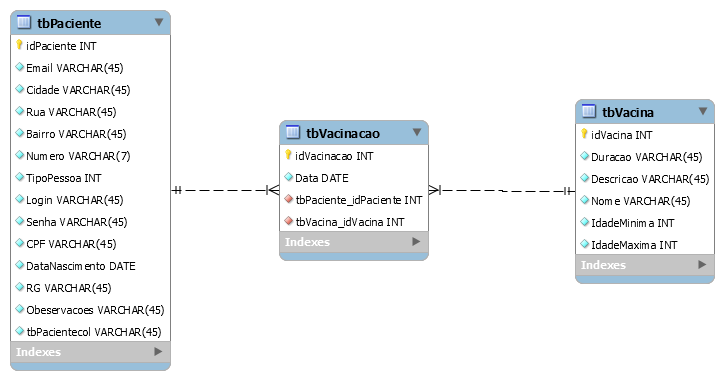 tbPaciente
idPaciente INT
Email VARCHAR(45)
Cidade VARCHAR(45)
Rua VARCHAR(45)
Bairro VARCHAR(45)
Numero VARCHAR(7)
TipoPessoa INT
Login VARCHAR(45)
Senha VARCHAR(45)
CPF VARCHAR(45)
DataNascimento DATE
RG VARCHAR(45)
Obeservacoes VARCHAR(45)
tbPacientecol VARCHAR(45)
Indexes
tbVacinacao
idVacinacao INT
Data DATE
tbPaciente_idPaciente INT
tbVacina_idVacina INT
Indexes
tbVacina
idVacina INT
Duracao VARCHAR(45)
Descricao VARCHAR(45)
Nome VARCHAR(45)
IdadeMinima INT
IdadeMaxima INT
Indexes